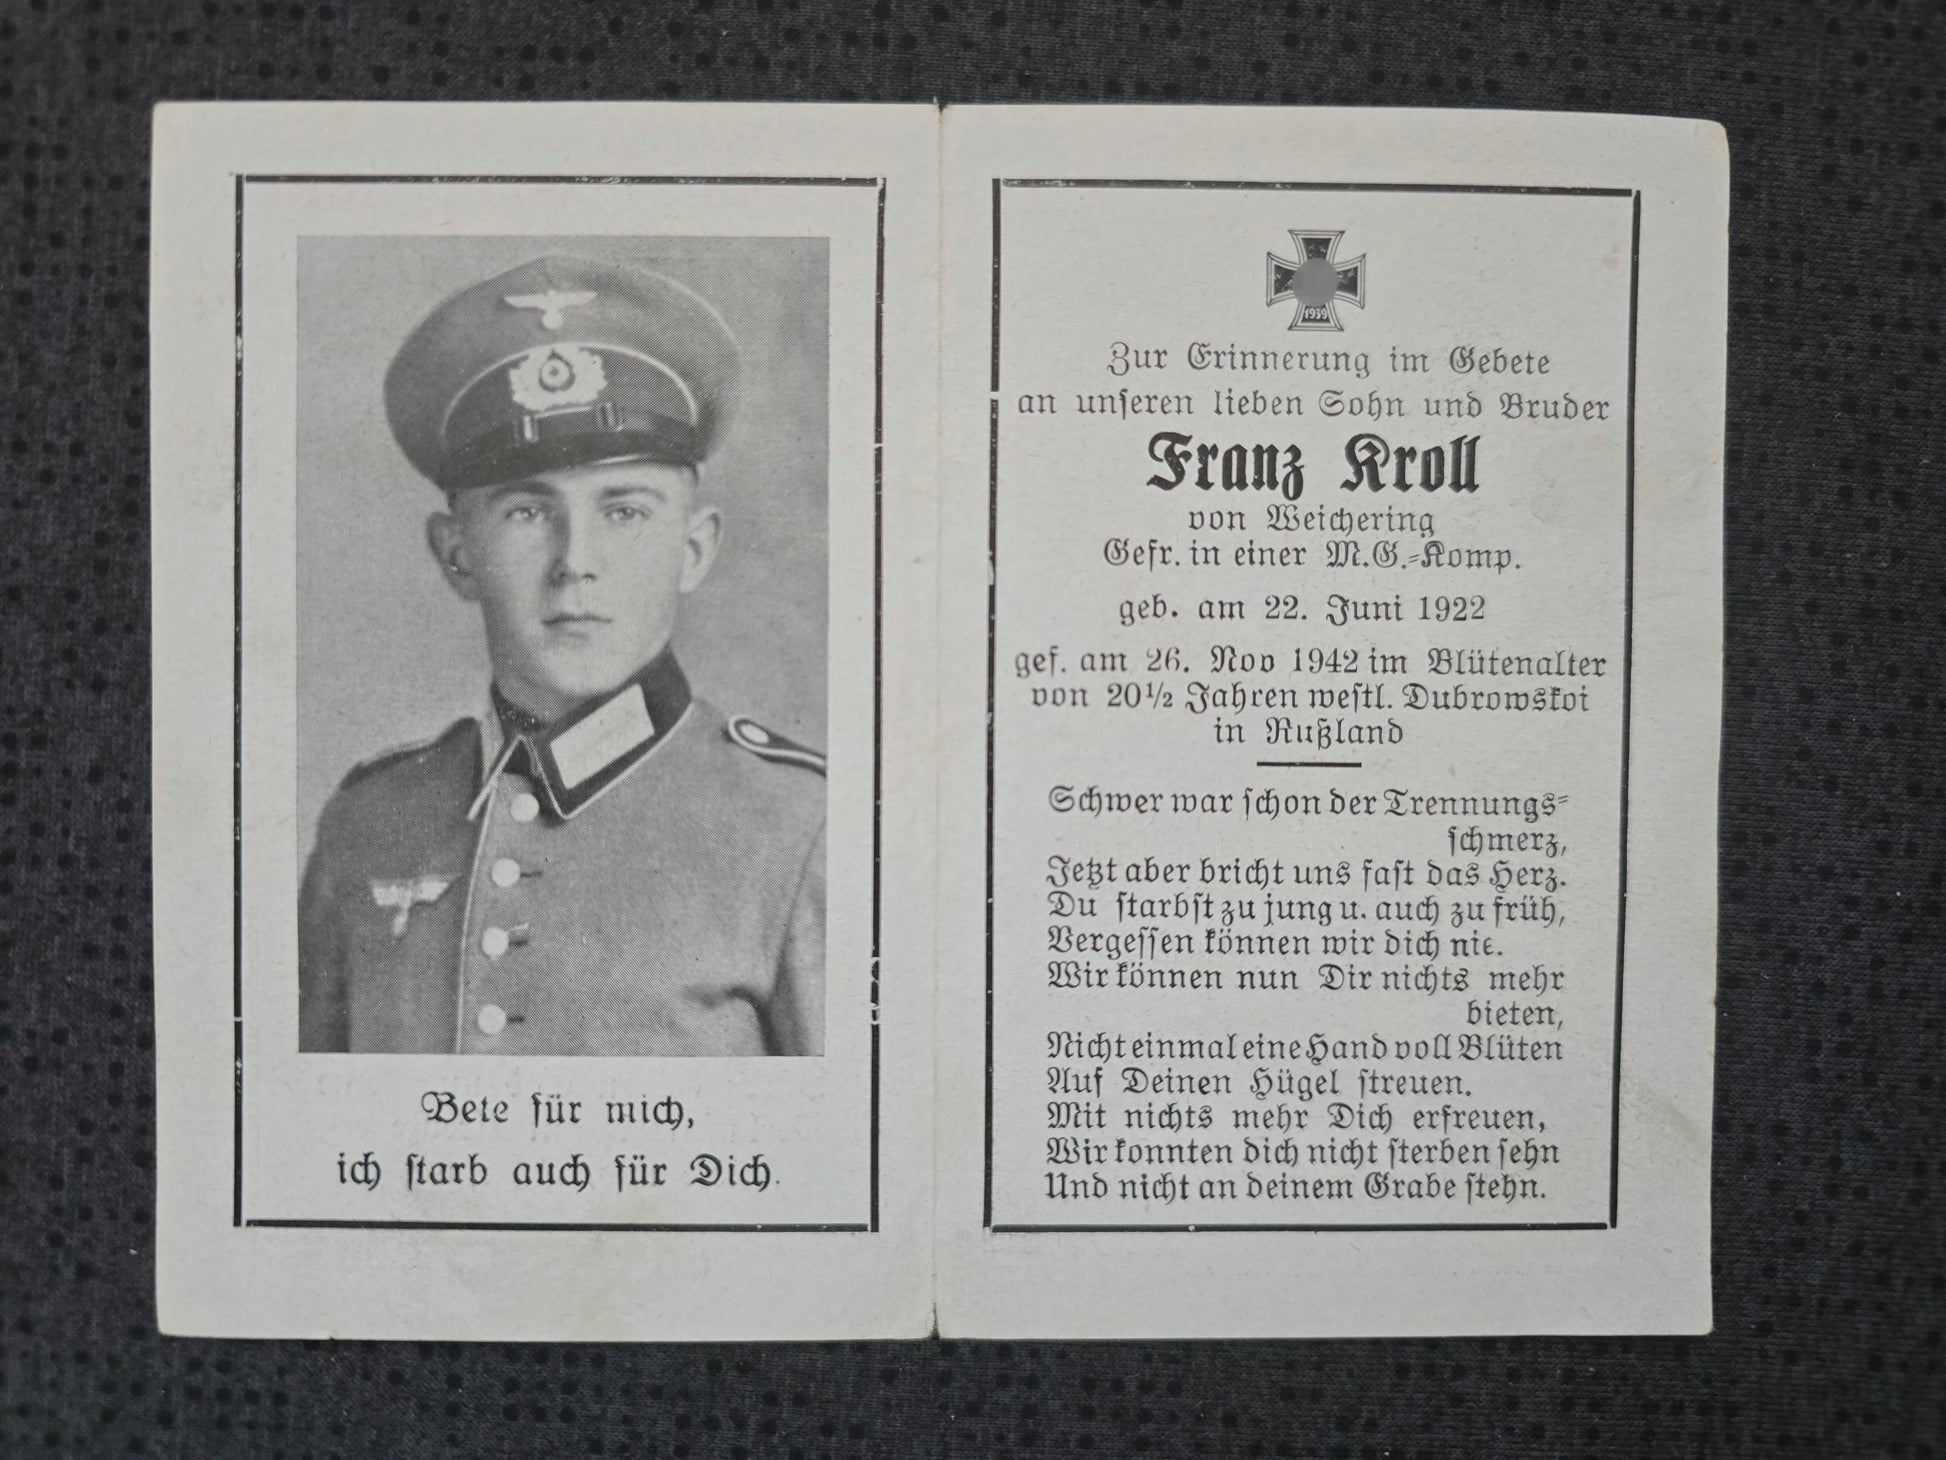 Bete für mich,
ich starb auch für Dich.
1939
Zur Erinnerung im Gebete
an unseren lieben Sohn und Bruder
Franz Kroll
von Weichering
Gefr. in einer M.G.-Komp.
geb. am 22. Juni 1922
gef. am 26. Nov 1942 im Blütenalter
von 20½ Jahren westl. Dubrowskoi
in Rußland
Schwer war schon der Trennungs-
schmerz,
Jetzt aber bricht uns fast das Herz.
Du starbst zu jung u. auch zu früh,
Vergessen können wir dich nie.
Wir können nun Dir nichts mehr
bieten,
Nicht einmal eine Hand voll Blüten
Auf Deinen Hügel streuen.
Mit nichts mehr Dich erfreuen,
Wir konnten dich nicht sterben sehn
Und nicht an deinem Grabe stehn.